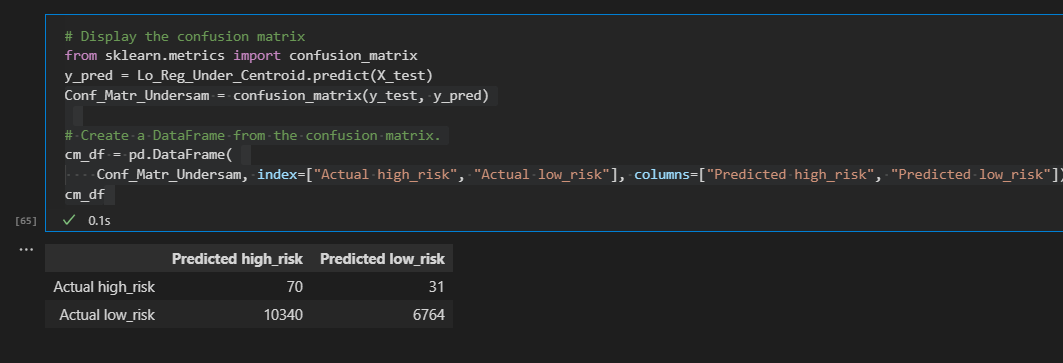 # Display the confusion matrix
from sklearn.metrics import confusion_matrix
y_pred = Lo_Reg_Under_Centroid.predict(X_test)
Conf_Matr_Undersam = confusion_matrix(y_test, y_pred)
# Create a DataFrame from the confusion matrix.
cm_df = pd.DataFrame(
Conf_Matr_Undersam, index=["Actual high_risk", "Actual low_risk"], columns=["Predicted high_risk", "Predicted low_risk"])
cm_df
[65] ✓ 0.1s
...
Predicted high_risk Predicted low_risk
Actual high_risk 70 31
Actual low_risk 10340 6764